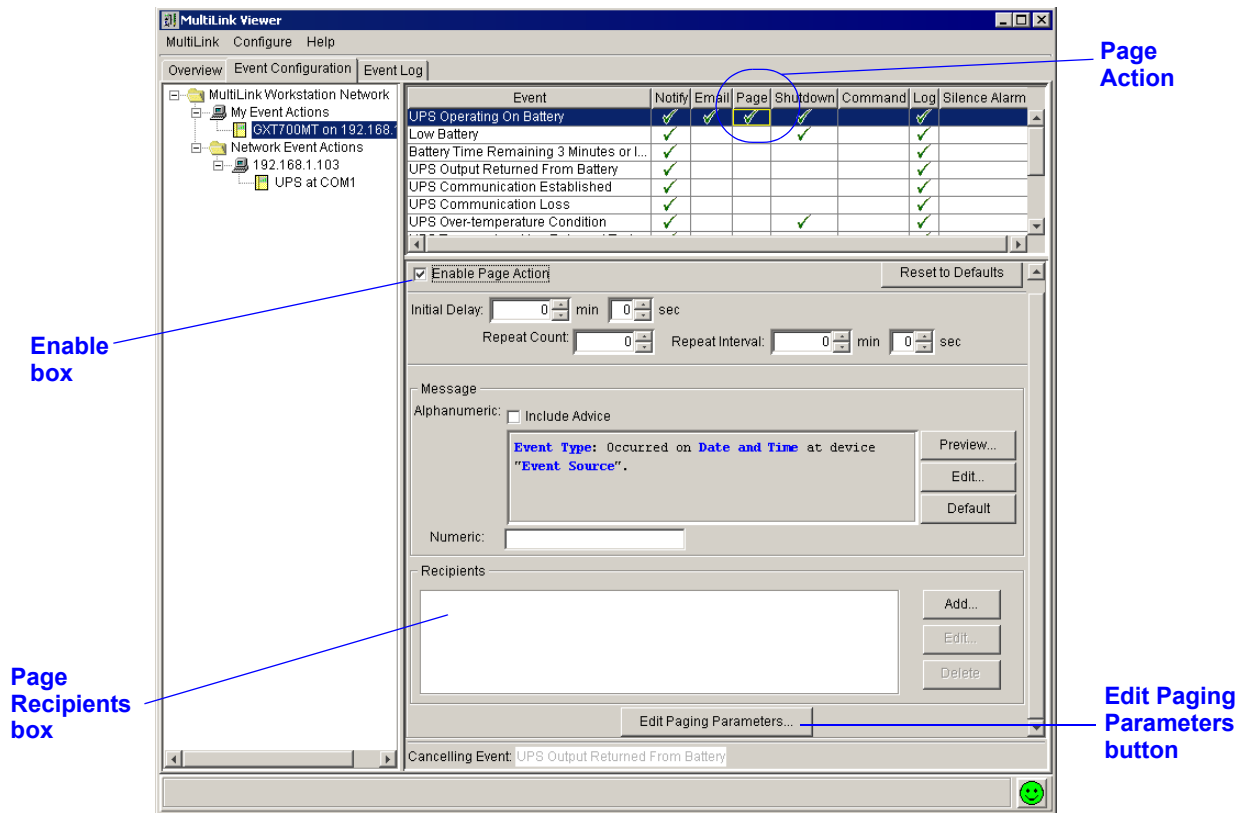 MultiLink Viewer
MultiLink Configure Help
Overview Event Configuration Event Log
MultiLink Workstation Network
My Event Actions
GXT700MT on 192.168.
Network Event Actions
192.168.1.103
UPS at COM1
Event Notify Email Page Shutdown Command Log Silence Alarm
UPS Operating On Battery
Low Battery
Battery Time Remaining 3 Minutes or l...
UPS Output Returned From Battery
UPS Communication Established
UPS Communication Loss
UPS Over-temperature Condition
Enable Page Action
Reset to Defaults
Initial Delay: 0 min 0 sec
Repeat Count: 0 Repeat Interval: 0 min 0 sec
Message
Alphanumeric: Include Advice
Event Type: Occurred on Date and Time at device
"Event Source".
Preview...
Edit...
Default
Numeric:
Recipients
Add...
Edit...
Delete
Edit Paging Parameters...
Cancelling Event: UPS Output Returned From Battery
Page
Action
Enable
box
Page
Recipients
box
Edit Paging
Parameters
button